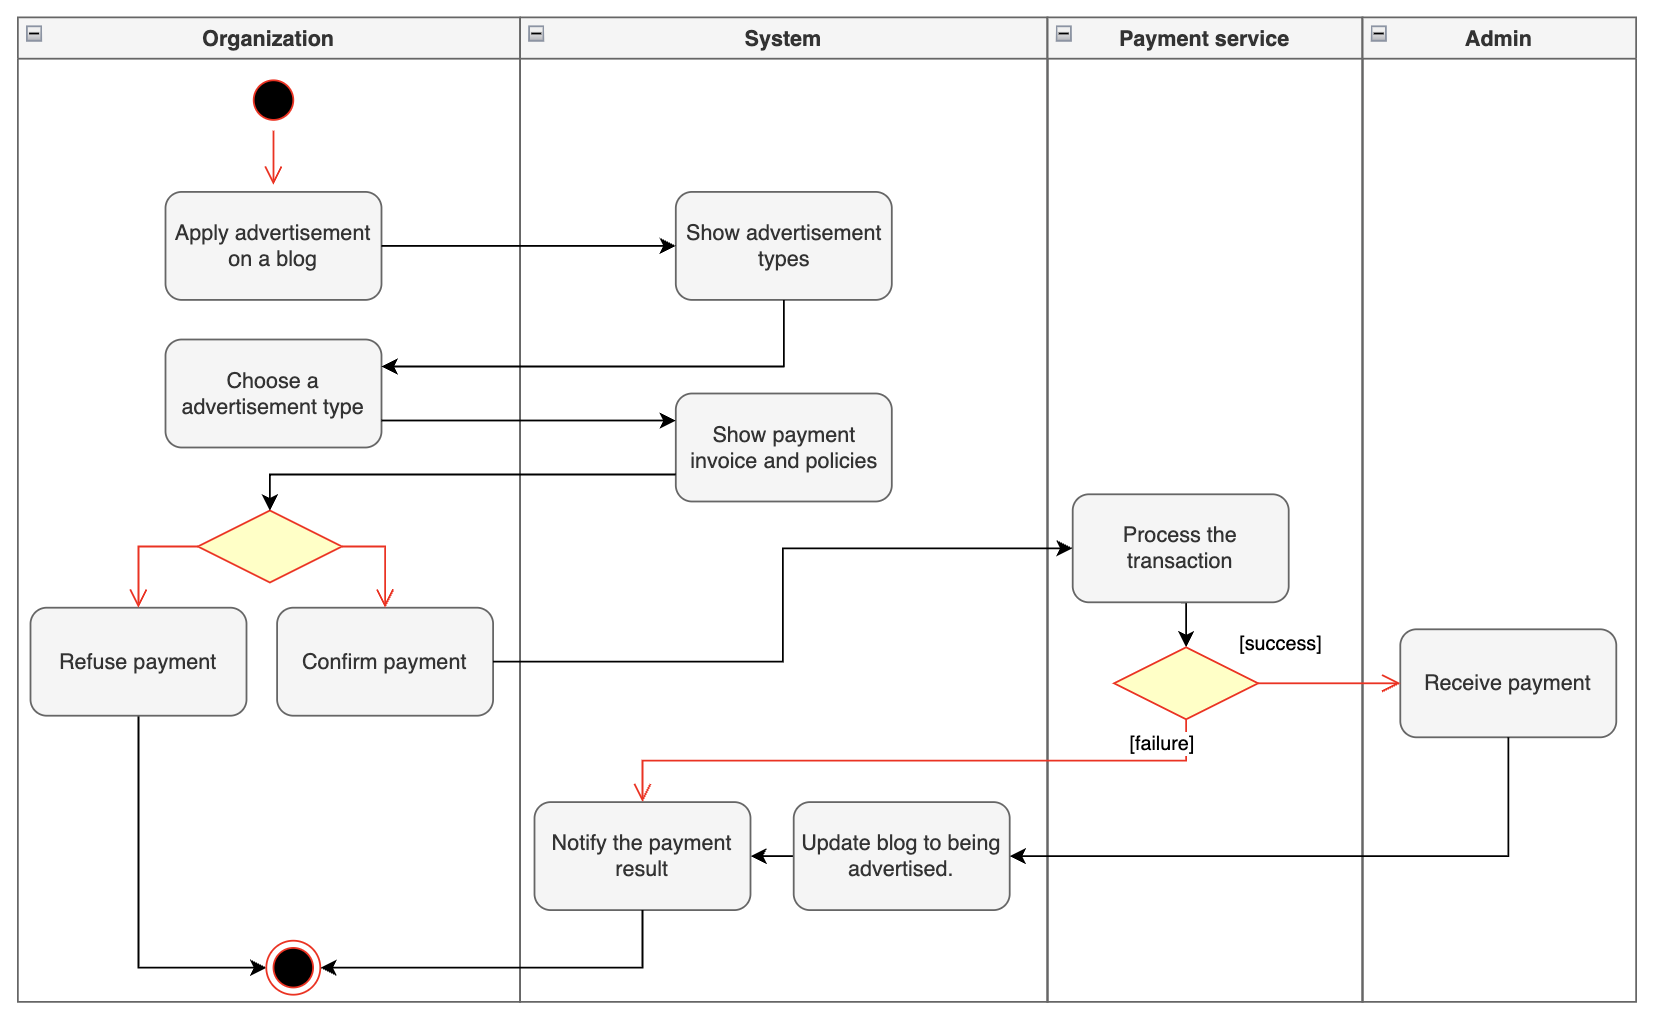 Organization
System
Payment service
Admin
Apply advertisement
on a blog
Show advertisement
types
Choose a
advertisement type
Show payment
invoice and policies
Process the
transaction
Refuse payment
Confirm payment
[success]
Receive payment
[failure]
Notify the payment
result
Update blog to being
advertised.